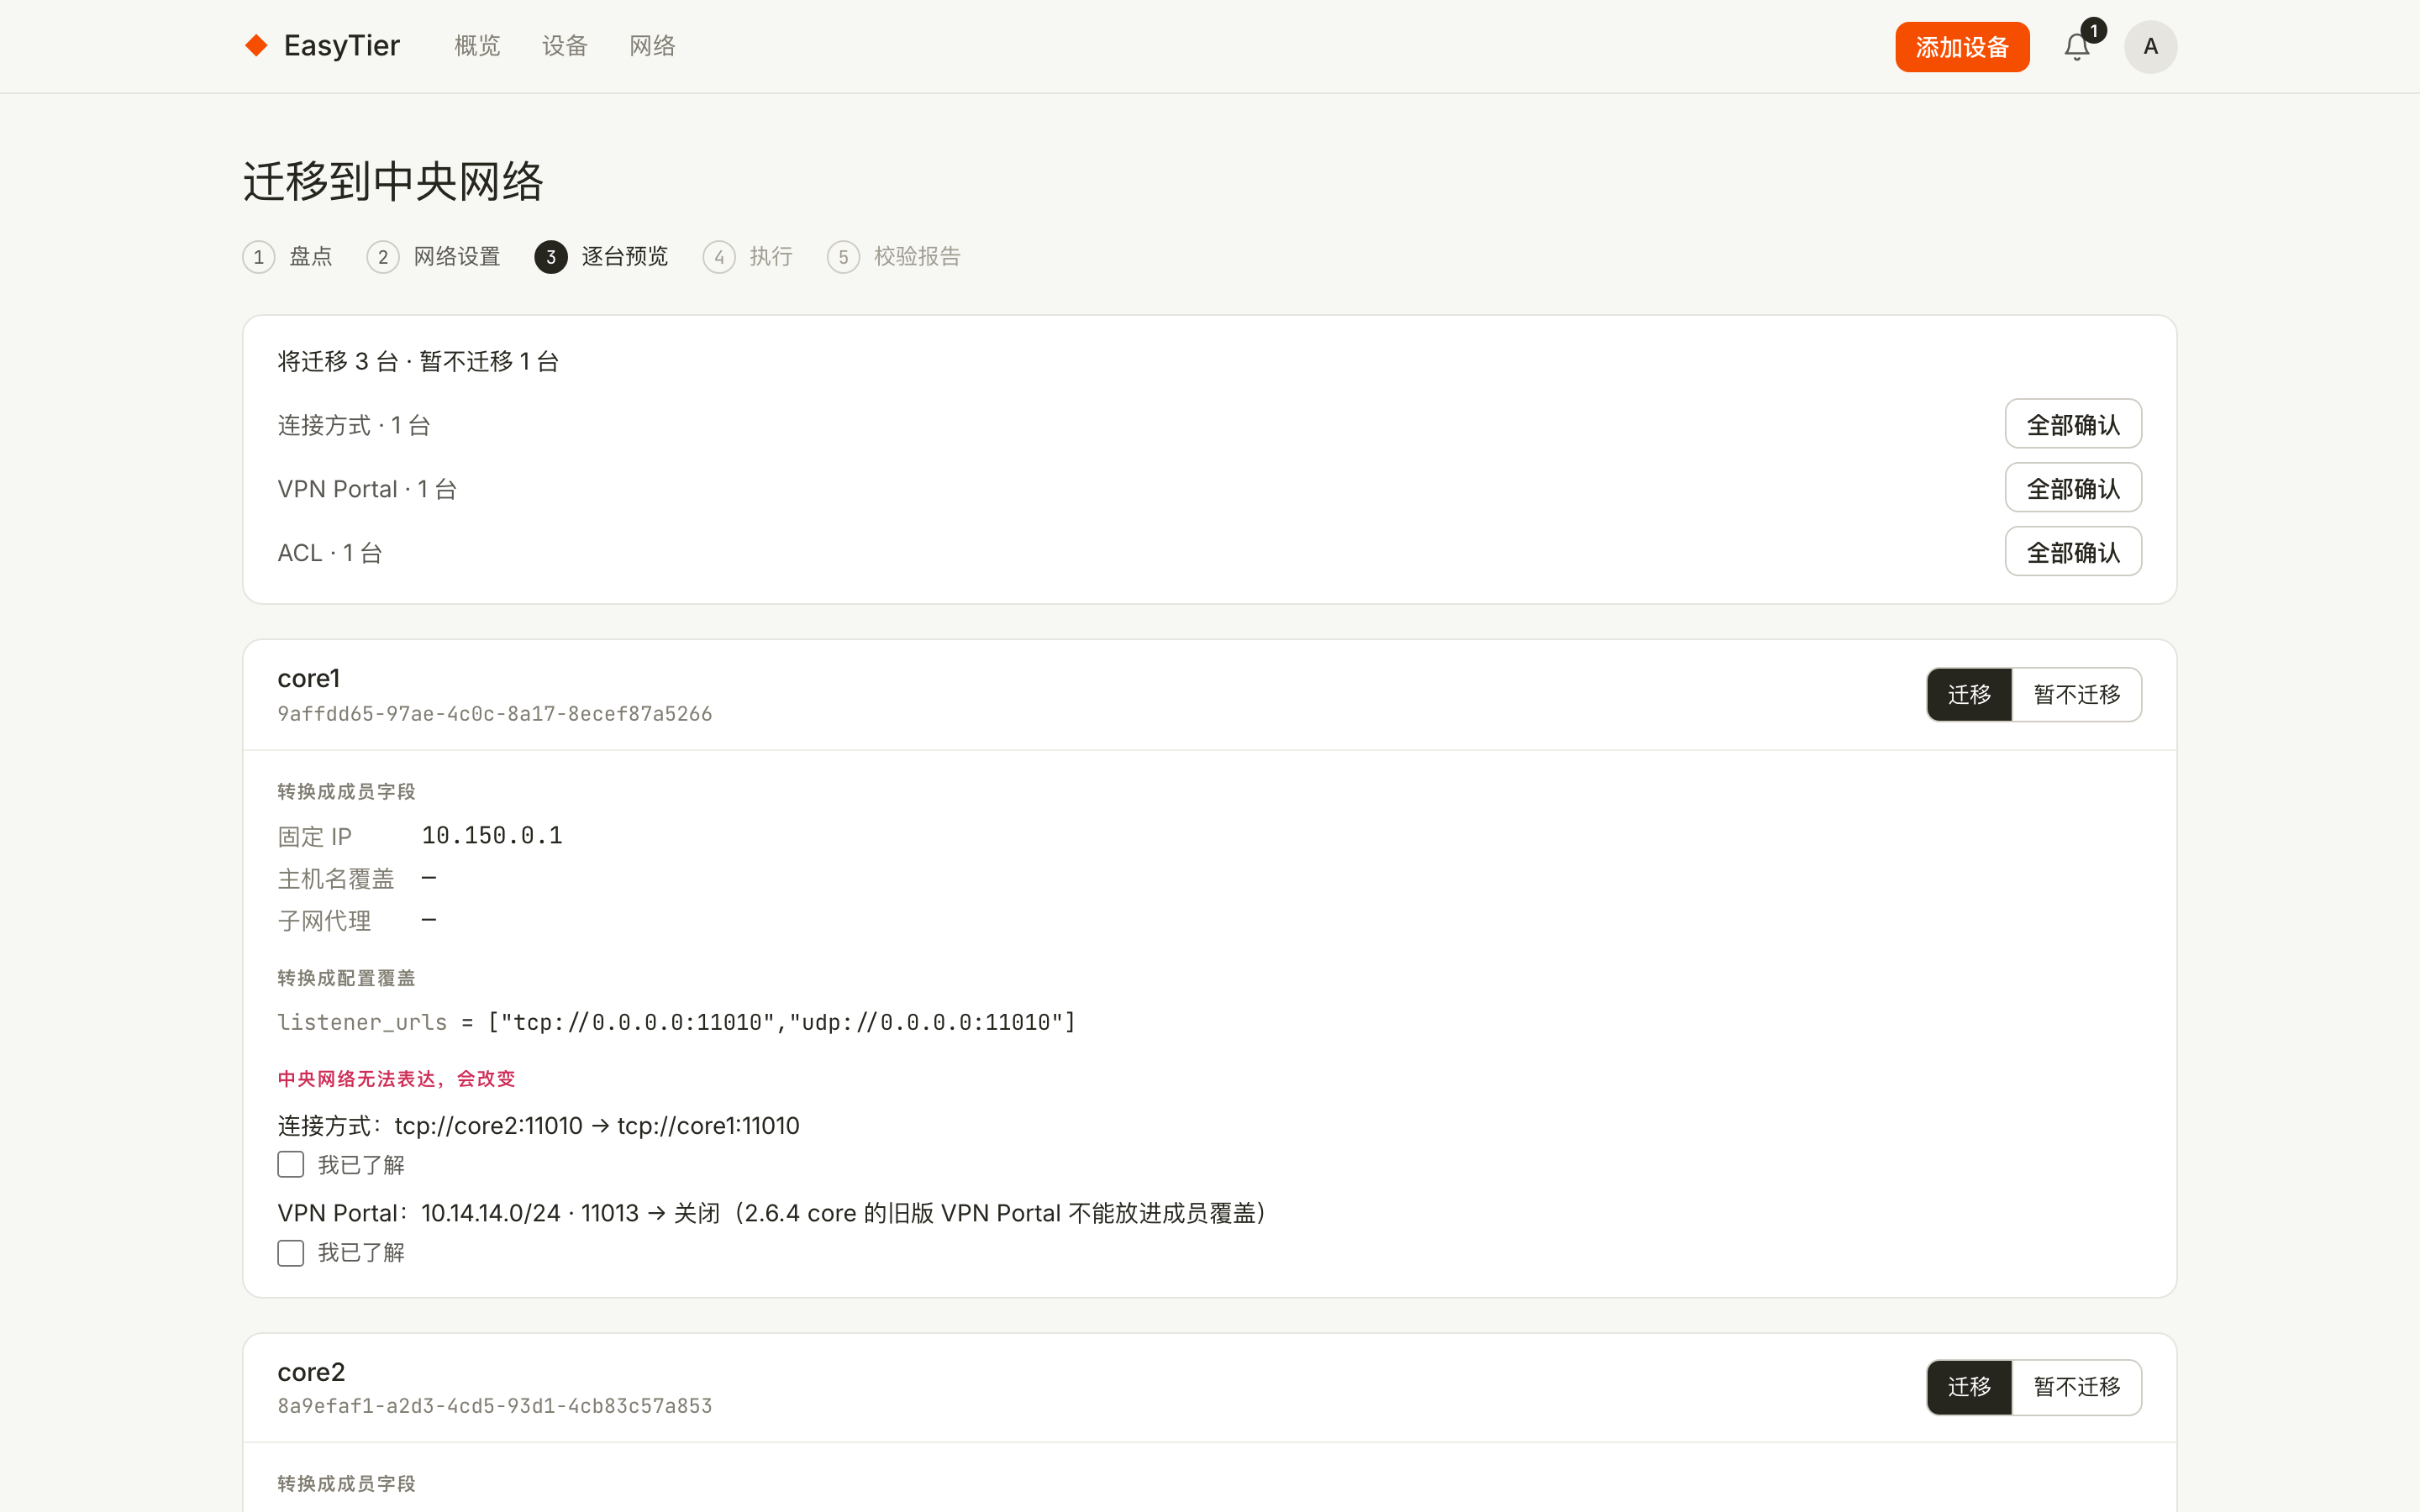 EasyTier 概览 设备 网络 添加设备 1 A
迁移到中央网络
1 盘点 2 网络设置 3 逐台预览 4 执行 5 校验报告
将迁移 3 台 · 暂不迁移 1 台
连接方式 · 1 台 全部确认
VPN Portal · 1 台 全部确认
ACL · 1 台 全部确认
core1
9affdd65-97ae-4c0c-8a17-8ecef87a5266
迁移 暂不迁移
转换成成员字段
固定 IP 10.150.0.1
主机名覆盖 —
子网代理 —
转换成配置覆盖
listener_urls = ["tcp://0.0.0.0:11010","udp://0.0.0.0:11010"]
中央网络无法表达，会改变
连接方式：tcp://core2:11010 → tcp://core1:11010
我已了解
VPN Portal：10.14.14.0/24 · 11013 → 关闭（2.6.4 core 的旧版 VPN Portal 不能放进成员覆盖）
我已了解
core2
8a9efaf1-a2d3-4cd5-93d1-4cb83c57a853
迁移 暂不迁移
转换成成员字段